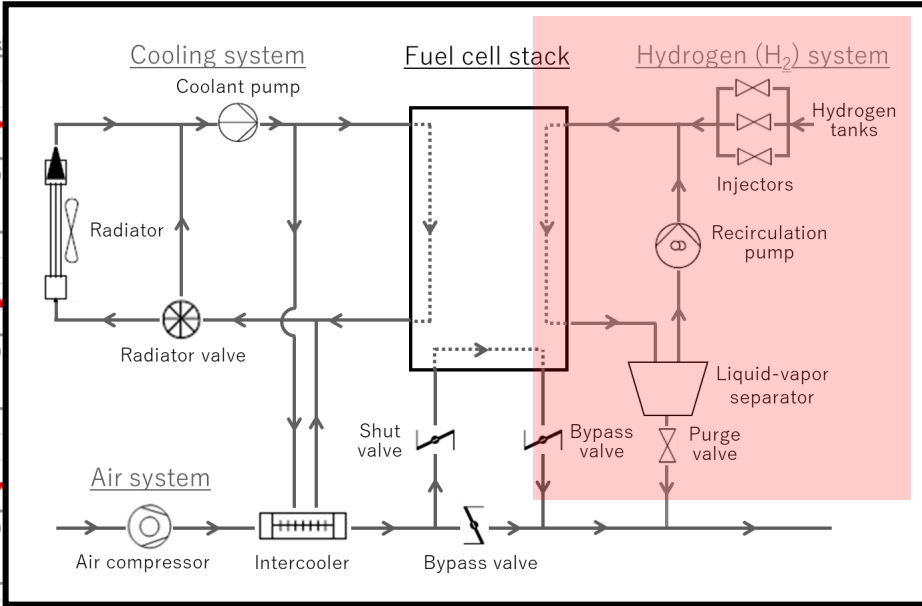 Cooling system
Fuel cell stack
Hydrogen (H2) system
Coolant pump
Hydrogen
tanks
Injectors
Radiator
Recirculation
pump
Radiator valve
Liquid-vapor
separator
Shut
valve
Bypass
valve
Purge
valve
Air system
Air compressor
Intercooler
Bypass valve